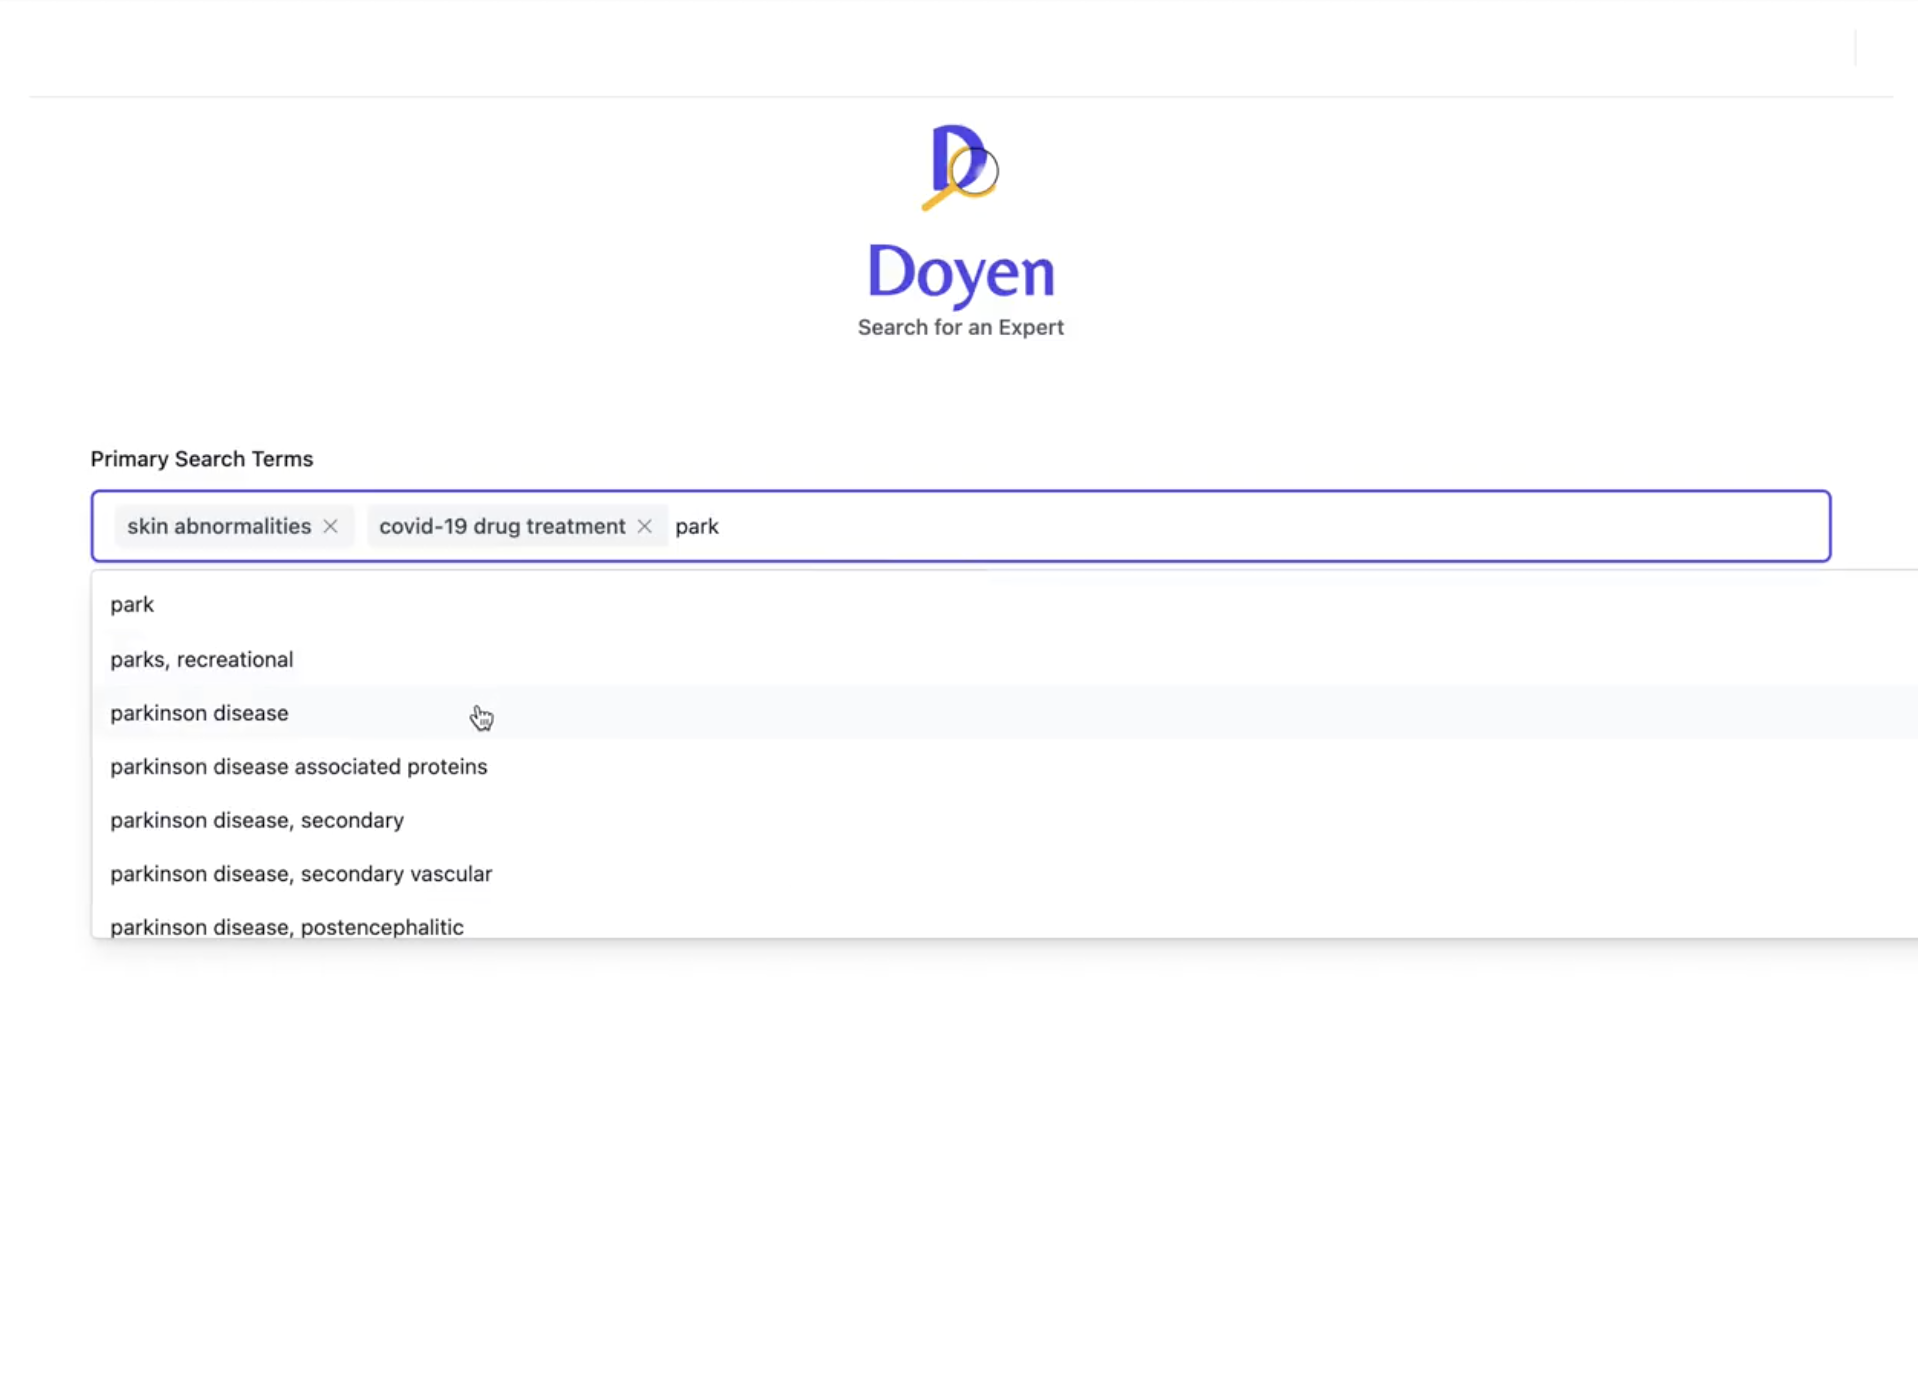 Doyen
Search for an Expert
Primary Search Terms
skin abnormalities × covid-19 drug treatment × park
park
parks, recreational
parkinson disease
parkinson disease associated proteins
parkinson disease, secondary
parkinson disease, secondary vascular
parkinson disease, postencephalitic